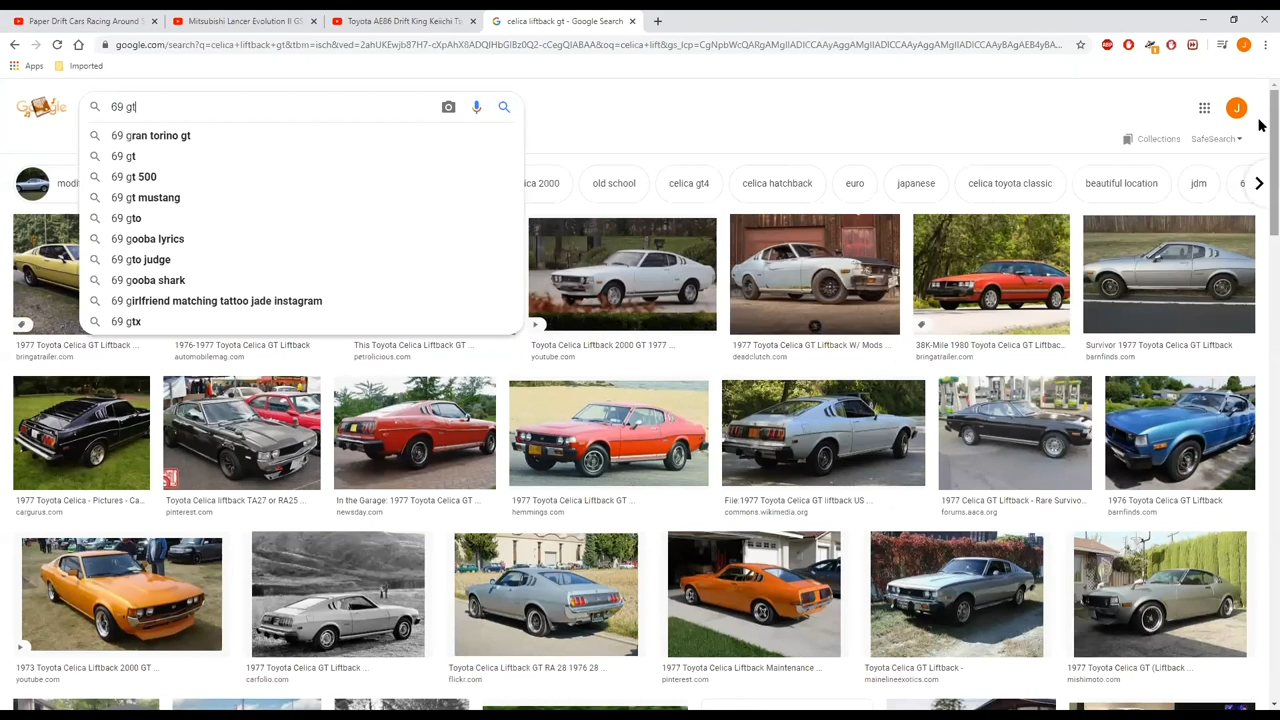 Paper Drift Cars Racing Around S
Mitsubishi Lancer Evolution II GS
Toyota AE86 Drift King Keiichi Ts
celica liftback gt - Google Search
google.com/search?q=celica+liftback+gt&tbm=isch&ved=2ahUKEwjb87H7-cXpAhX8ADQIHbGIBz0Q2-cCegQIABAA&oq=celica+lift&gs_lcp=CgNpbWcQARgAMgIIADICCAAyAggAMgIIADICCAAyAggAMgIIADICCAAyBAgAEB4yBA...
Apps Imported
Google
69 gt
J
69 gran torino gt
69 gt
69 gt 500
69 gt mustang
69 gto
69 gooba lyrics
69 gto judge
69 gooba shark
69 girlfriend matching tattoo jade instagram
69 gtx
Collections SafeSearch
modi ica 2000 old school celica gt4 celica hatchback euro japanese celica toyota classic beautiful location jdm 6
1977 Toyota Celica GT Liftback ... 1976-1977 Toyota Celica GT Liftback This Toyota Celica Liftback GT ... Toyota Celica Liftback 2000 GT 1977 ... 1977 Toyota Celica GT Liftback W/ Mods ... 38K-Mile 1980 Toyota Celica GT Liftbac... Survivor 1977 Toyota Celica GT Liftback
bringatrailer.com automobilemag.com petrolicious.com youtube.com deadclutch.com bringatrailer.com barnfinds.com
1977 Toyota Celica - Pictures - Ca... Toyota Celica liftback TA27 or RA25 ... In the Garage: 1977 Toyota Celica GT ... 1977 Toyota Celica Liftback GT ... File:1977 Toyota Celica GT liftback US ... 1977 Celica GT Liftback - Rare Survivo... 1976 Toyota Celica GT Liftback
cargurus.com pinterest.com newsday.com hemmings.com commons.wikimedia.org forums.aaca.org barnfinds.com
1973 Toyota Celica Liftback 2000 GT ... 1977 Toyota Celica GT Liftback ... Toyota Celica Liftback GT RA 28 1976 28 ... 1977 Toyota Celica Liftback Maintenance ... Toyota Celica GT Liftback - 1977 Toyota Celica GT (Liftback ...
youtube.com carfolio.com flickr.com pinterest.com mainelineexotics.com mishimoto.com